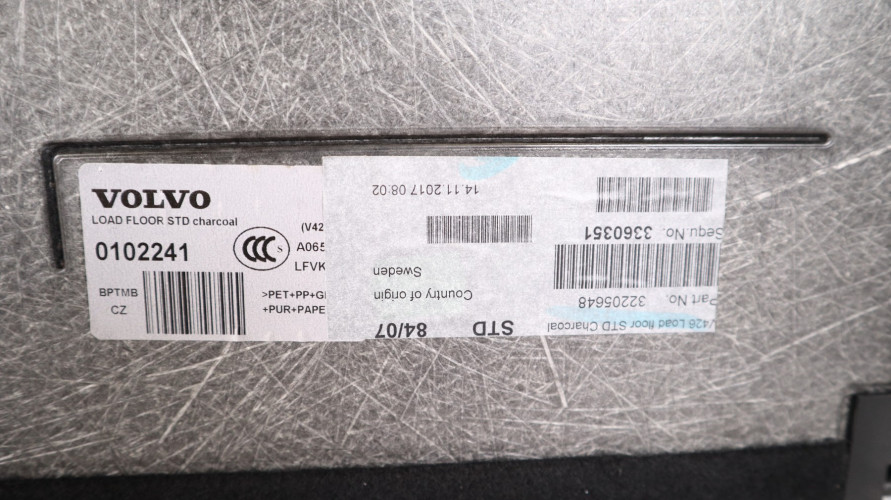 VOLVO
LOAD FLOOR STD charcoal
(V42
0102241
CCC S
A065
LFVK
BPTMB
CZ
>PET+PP+G
+PUR+PAPE
V426 Load floor STD Charcoal
STD 84/07
Part No. 32205648
Country of origin
Sweden
Sequ No. 3360351
14.11.2017 08:02